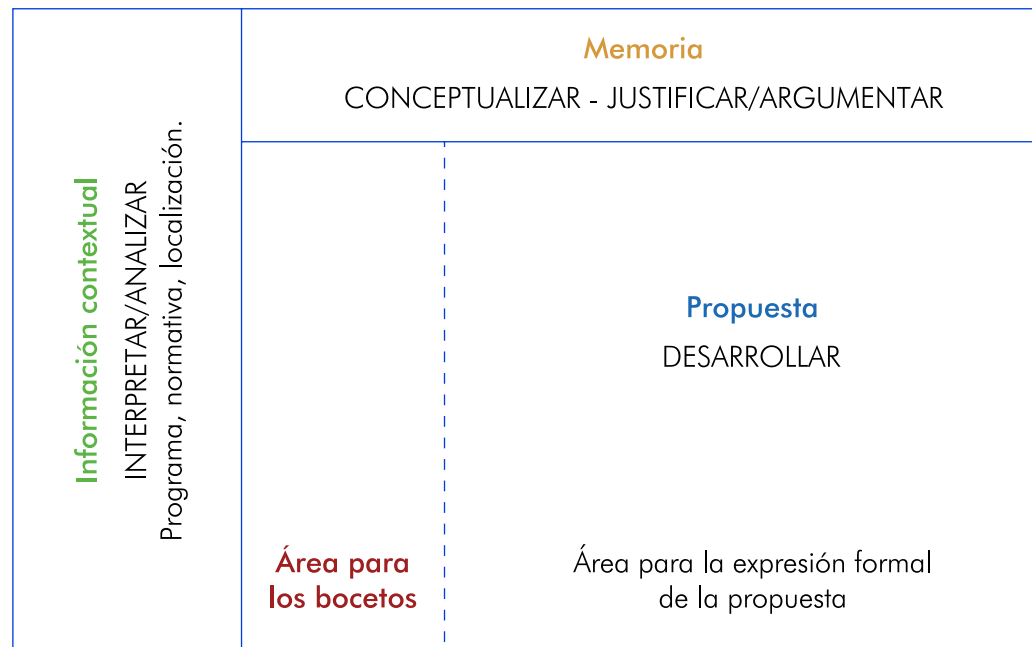 Información contextual
INTERPRETAR/ANALIZAR
Programa, normativa, localización.
Memoria
CONCEPTUALIZAR - JUSTIFICAR/ARGUMENTAR
Propuesta
DESARROLLAR
Área para
los bocetos
Área para la expresión formal
de la propuesta